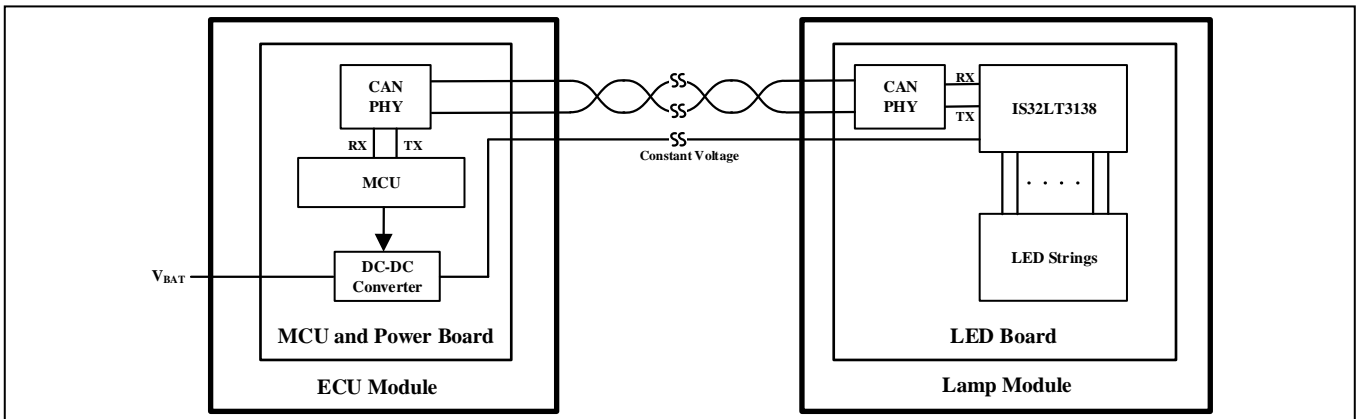 CAN
PHY
RX
TX
MCU
V_BAT
DC-DC
Converter
MCU and Power Board
ECU Module
Constant Voltage
CAN
PHY
RX
TX
IS32LT3138
. . . .
LED Strings
LED Board
Lamp Module